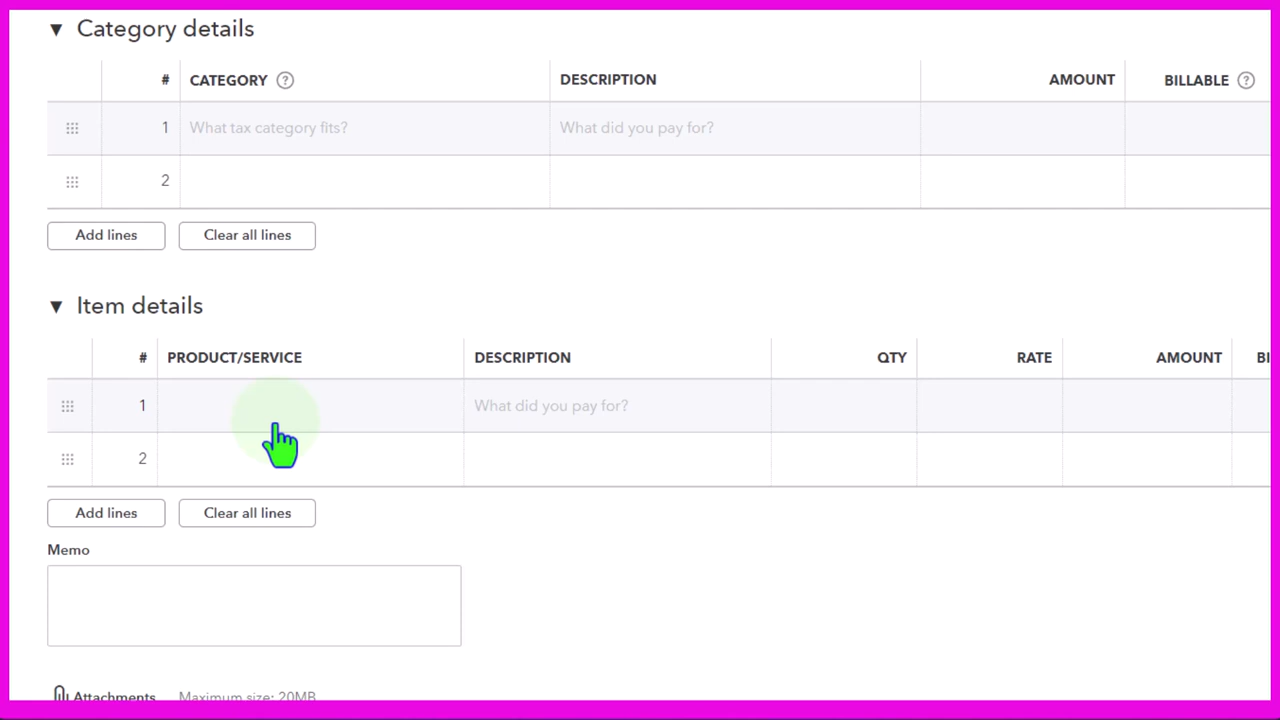 ▼ Category details
# CATEGORY ? DESCRIPTION AMOUNT BILLABLE ?
1 What tax category fits? What did you pay for?
2
Add lines Clear all lines
▼ Item details
# PRODUCT/SERVICE DESCRIPTION QTY RATE AMOUNT BI
1 What did you pay for?
2
Add lines Clear all lines
Memo
Attachments Maximum size: 20MB